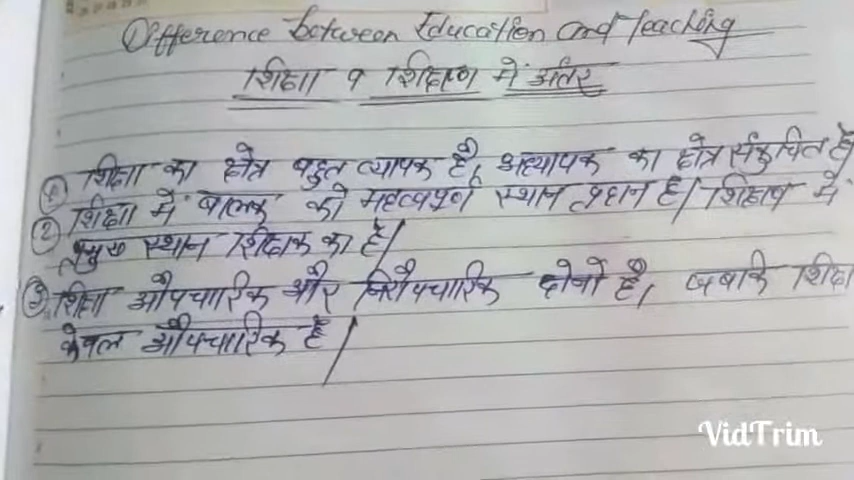 Difference between Education and Teaching
शिक्षा व शिक्षण में अंतर
① शिक्षा का क्षेत्र बहुत व्यापक है, अध्यापक का क्षेत्र संकुचित है
② शिक्षा में बालक को महत्वपूर्ण स्थान प्रदान है। शिक्षण में
प्रमुख स्थान शिक्षक का है।
③ शिक्षा औपचारिक और निरौपचारिक दोनों है, जबकि
केवल औपचारिक है।
VidTrim